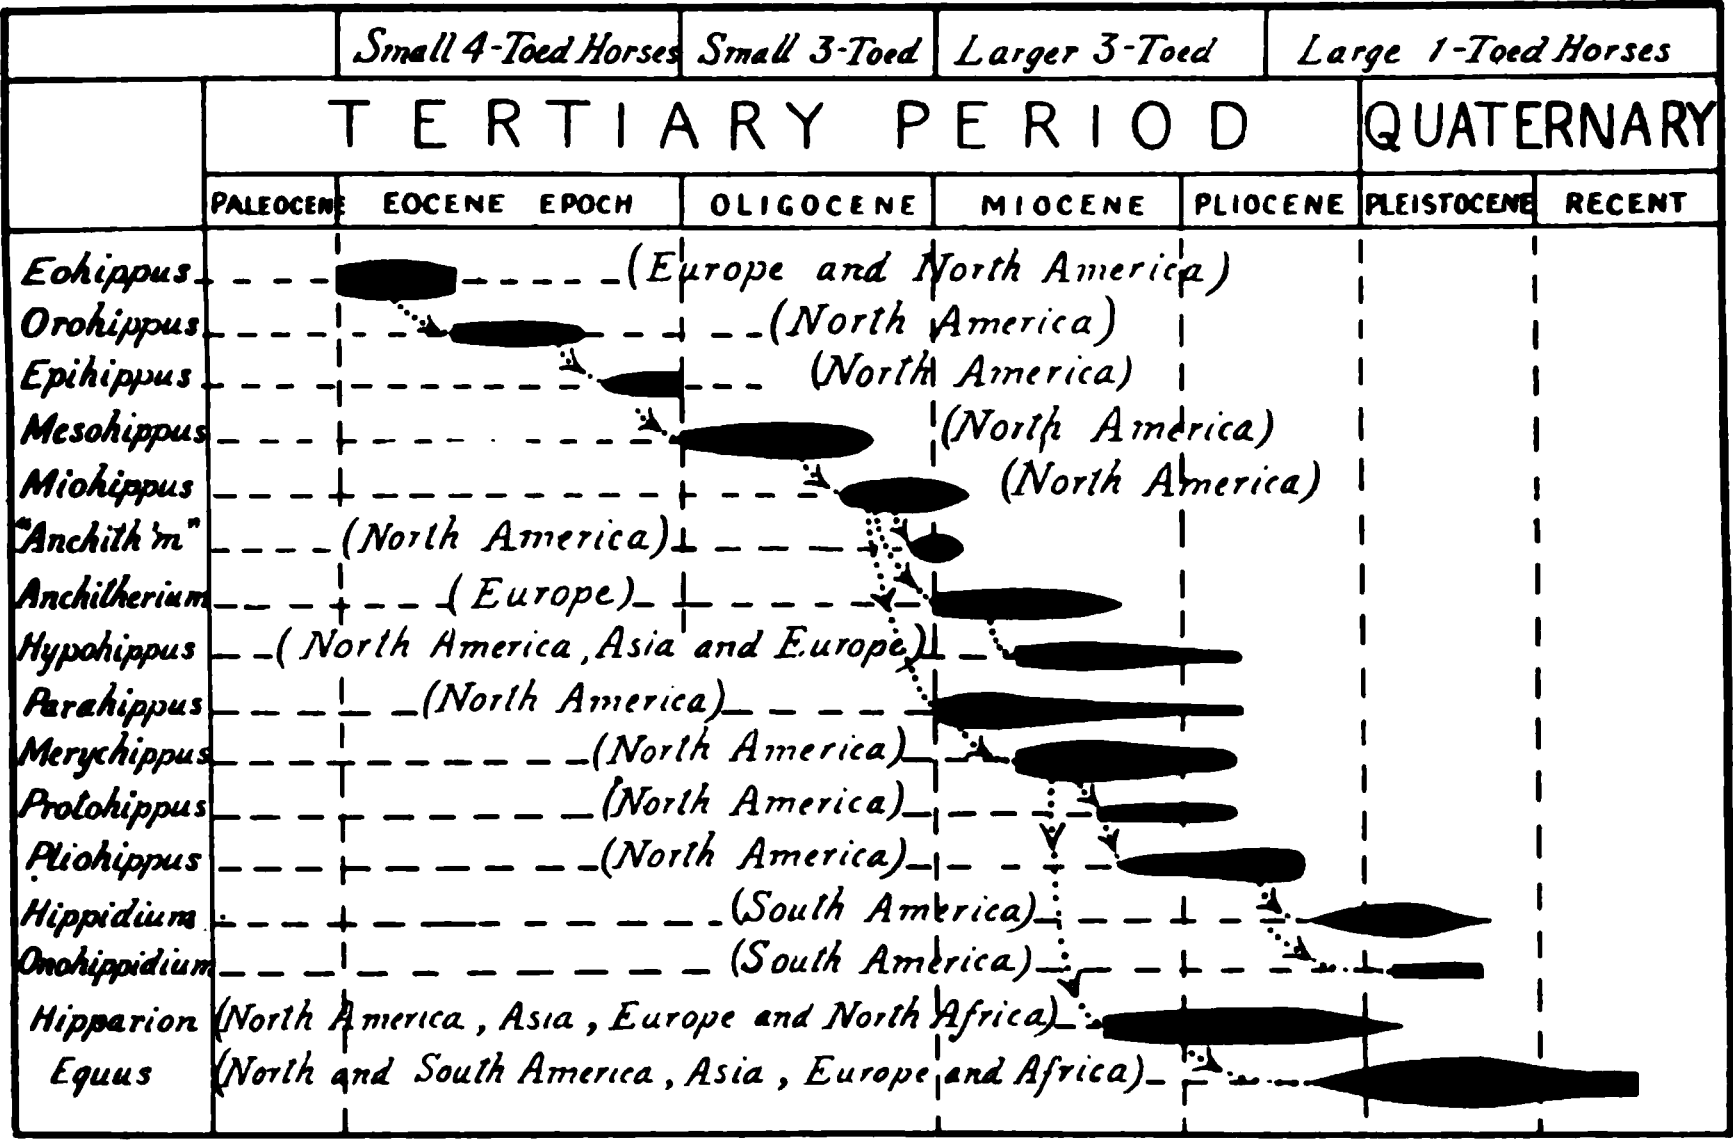 Small 4-Toed Horses Small 3-Toed Larger 3-Toed Large 1-Toed Horses
TERTIARY PERIOD QUATERNARY
PALEOCENE EOCENE EPOCH OLIGOCENE MIOCENE PLIOCENE PLEISTOCENE RECENT
Eohippus (Europe and North America)
Orohippus (North America)
Epihippus (North America)
Mesohippus (North America)
Miohippus (North America)
"Anchith'm" (North America)
Anchitherium (Europe)
Hypohippus (North America, Asia and Europe)
Parahippus (North America)
Merychippus (North America)
Protohippus (North America)
Pliohippus (North America)
Hippidium (South America)
Onohippidium (South America)
Hipparion (North America, Asia, Europe and North Africa)
Equus (North and South America, Asia, Europe and Africa)